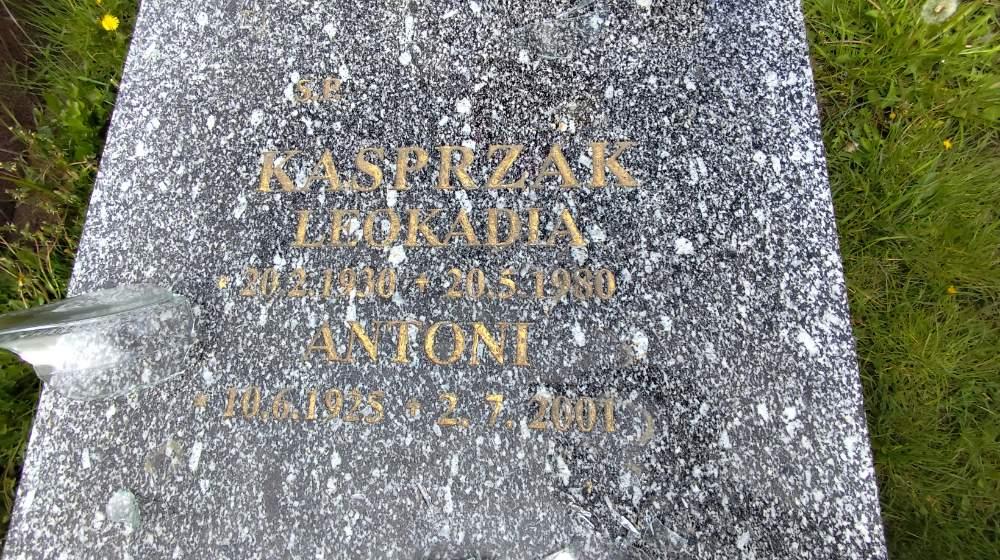 S.P.
KASPRZAK
LEOKADIA
* 20.2.1930 + 20.5.1980
ANTONI
* 10.6.1925 + 2.7.2001